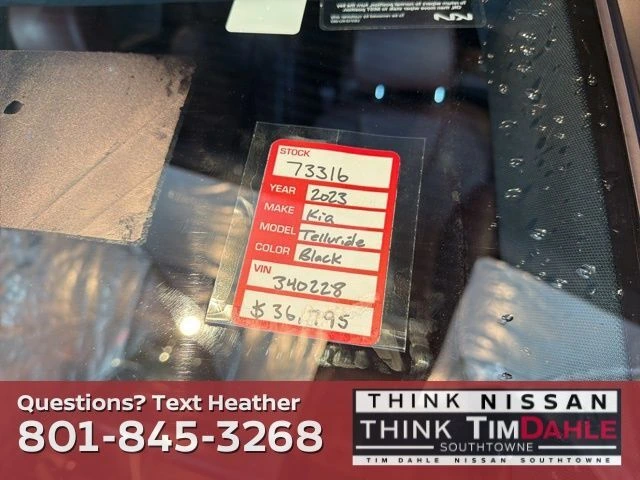 STOCK
73316
YEAR 2023
MAKE Kia
MODEL Telluride
COLOR Black
VIN
340228
$ 36,795
Questions? Text Heather
801-845-3268
THINK NISSAN
THINK TIMDAHLE
SOUTHTOWNE
TIM DAHLE NISSAN SOUTHTOWNE